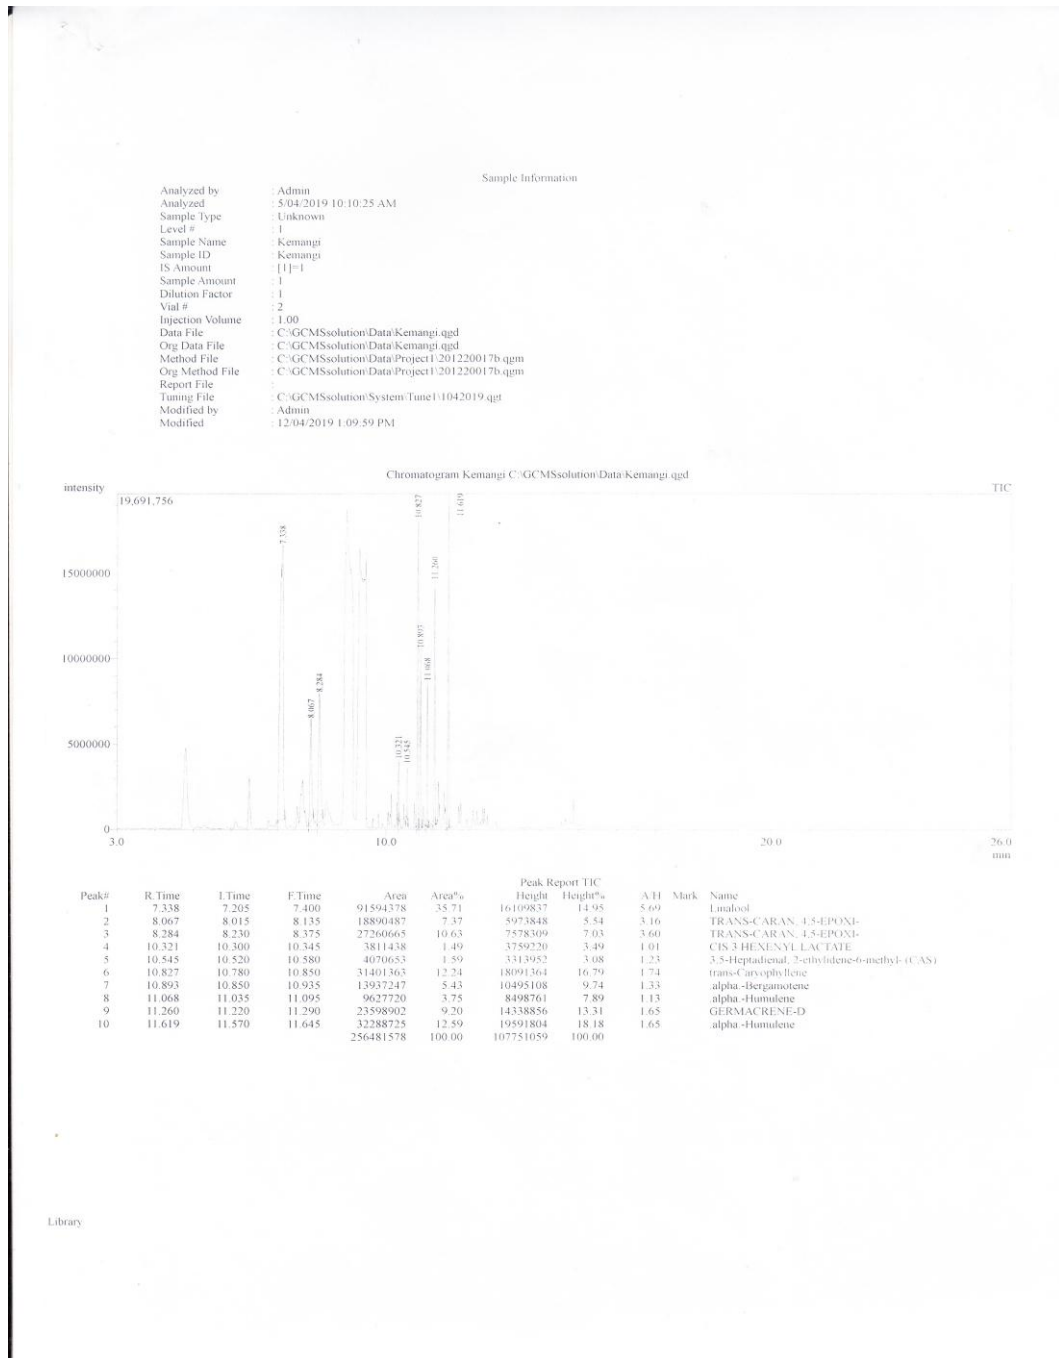 Sample Information
Analyzed by : Admin
Analyzed : 5/04/2019 10:10:25 AM
Sample Type : Unknown
Level # : 1
Sample Name : Kemangi
Sample ID : Kemangi
IS Amount : [1]=1
Sample Amount : 1
Dilution Factor : 1
Vial # : 2
Injection Volume : 1.00
Data File : C:\GCMSsolution\Data\Kemangi.qgd
Org Data File : C:\GCMSsolution\Data\Kemangi.qgd
Method File : C:\GCMSsolution\Data\Project1\201220017b.qgm
Org Method File : C:\GCMSsolution\Data\Project1\201220017b.qgm
Report File :
Tuning File : C:\GCMSsolution\System\Tune1\1042019.qgt
Modified by : Admin
Modified : 12/04/2019 1:09:59 PM
Chromatogram Kemangi C:\GCMSsolution\Data\Kemangi.qgd
intensity TIC
19,691,756
10.827 11.619
7.338
11.260
15000000
10.893
10000000
11.068
8.284
8.067
5000000
10.321
10.545
0
3.0 10.0 20.0 26.0
min
Peak Report TIC
Peak# R.Time I.Time F.Time Area Area% Height Height% A/H Mark Name
1 7.338 7.205 7.400 91594378 35.71 16109837 14.95 5.69 Linalool
2 8.067 8.015 8.135 18890487 7.37 5973848 5.54 3.16 TRANS-CARAN, 4,5-EPOXI-
3 8.284 8.230 8.375 27260665 10.63 7578309 7.03 3.60 TRANS-CARAN, 4,5-EPOXI-
4 10.321 10.300 10.345 3811438 1.49 3759220 3.49 1.01 CIS 3 HEXENYL LACTATE
5 10.545 10.520 10.580 4070653 1.59 3313952 3.08 1.23 3,5-Heptadienal, 2-ethylidene-6-methyl- (CAS)
6 10.827 10.780 10.850 31401363 12.24 18091364 16.79 1.74 trans-Caryophyllene
7 10.893 10.850 10.935 13937247 5.43 10495108 9.74 1.33 .alpha.-Bergamotene
8 11.068 11.035 11.095 9627720 3.75 8498761 7.89 1.13 .alpha.-Humulene
9 11.260 11.220 11.290 23598902 9.20 14338856 13.31 1.65 GERMACRENE-D
10 11.619 11.570 11.645 32288725 12.59 19591804 18.18 1.65 .alpha.-Humulene
256481578 100.00 107751059 100.00
Library